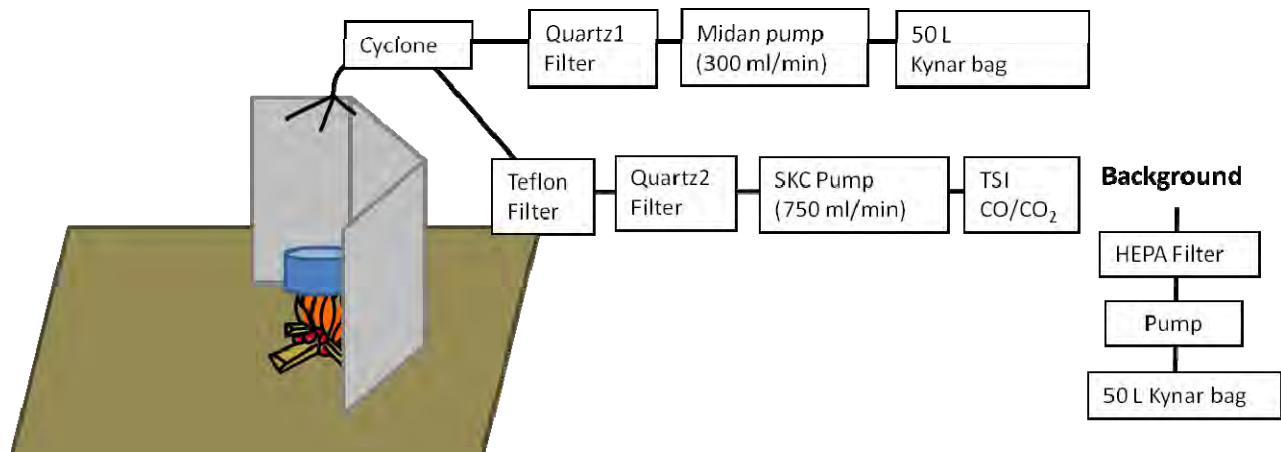 Cyclone
Quartz1
Filter
Midan pump
(300 ml/min)
50 L
Kynar bag
Teflon
Filter
Quartz2
Filter
SKC Pump
(750 ml/min)
TSI
CO/CO₂
Background
HEPA Filter
Pump
50 L Kynar bag